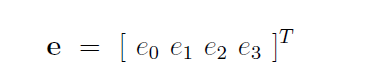 e = [ e₀ e₁ e₂ e₃ ]ᵀ